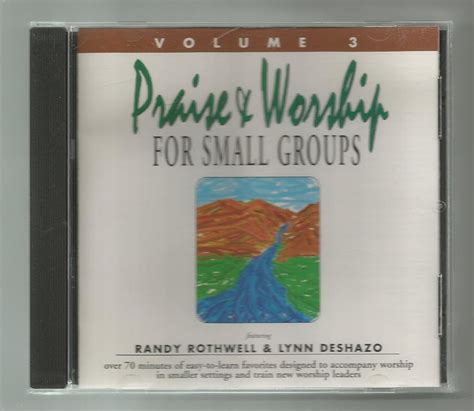 VOLUME 3
Praise & Worship
FOR SMALL GROUPS
featuring
RANDY ROTHWELL & LYNN DESHAZO
over 70 minutes of easy-to-learn favorites designed to accompany worship
in smaller settings and train new worship leaders